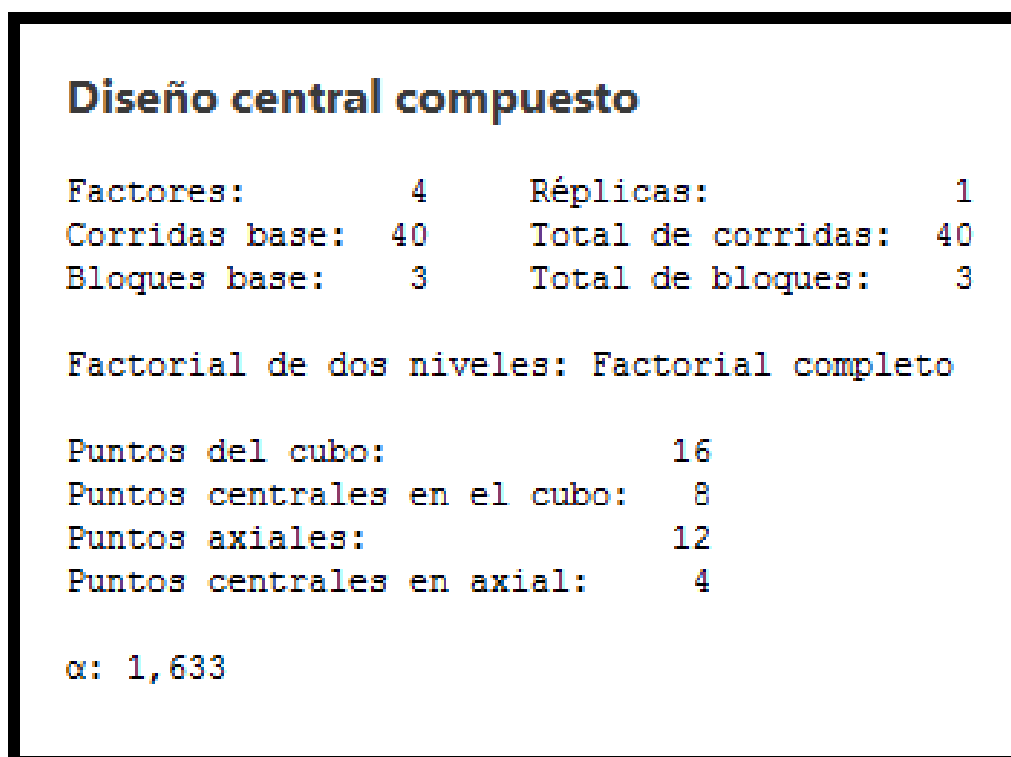 Diseño central compuesto
Factores: 4 Réplicas: 1
Corridas base: 40 Total de corridas: 40
Bloques base: 3 Total de bloques: 3
Factorial de dos niveles: Factorial completo
Puntos del cubo: 16
Puntos centrales en el cubo: 8
Puntos axiales: 12
Puntos centrales en axial: 4
α: 1,633